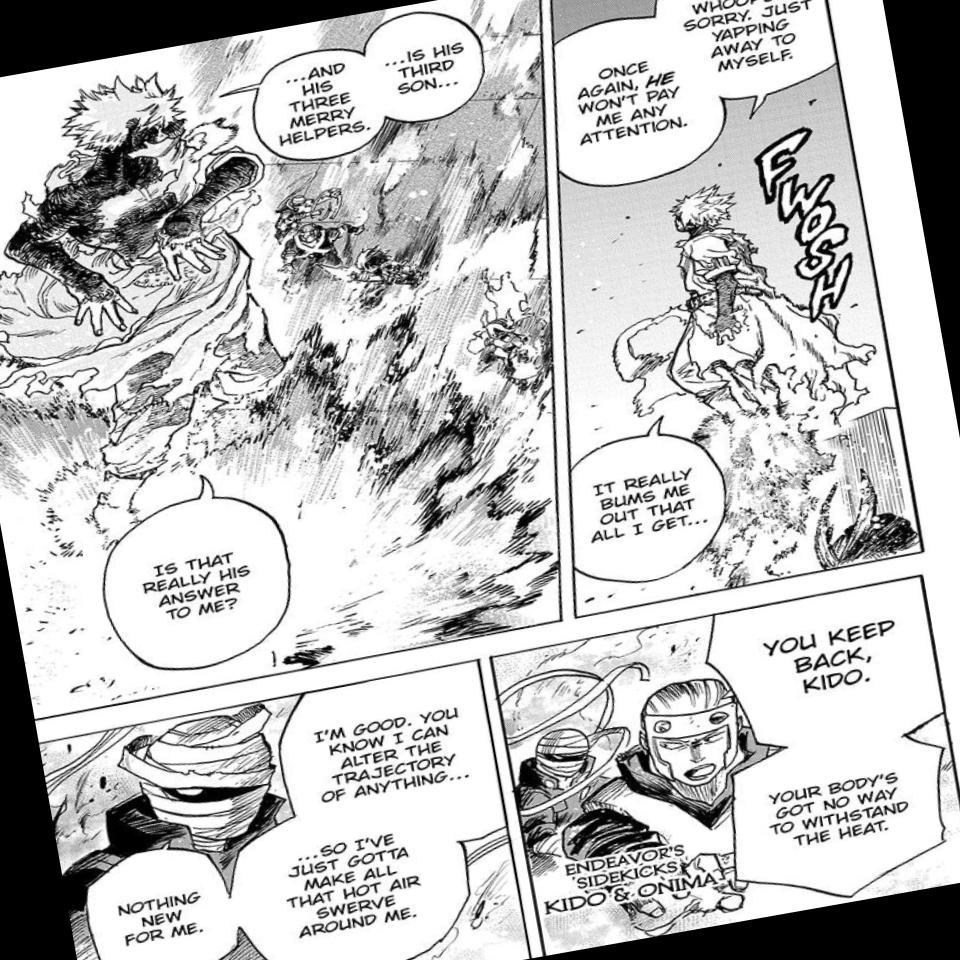 SORRY. JUST
YAPPING
AWAY TO
MYSELF.
ONCE
AGAIN, HE
WON'T PAY
ME ANY
ATTENTION.
FWOSH
IT REALLY
BUMS ME
OUT THAT
ALL I GET...
...IS HIS
THIRD
SON...
...AND
HIS
THREE
MERRY
HELPERS.
IS THAT
REALLY HIS
ANSWER
TO ME?
YOU KEEP
BACK,
KIDO.
YOUR BODY'S
GOT NO WAY
TO WITHSTAND
THE HEAT.
ENDEAVOR'S
SIDEKICKS
KIDO & ONIMA
I'M GOOD. YOU
KNOW I CAN
ALTER THE
TRAJECTORY
OF ANYTHING...
...SO I'VE
JUST GOTTA
MAKE ALL
THAT HOT AIR
SWERVE
AROUND ME.
NOTHING
NEW
FOR ME.